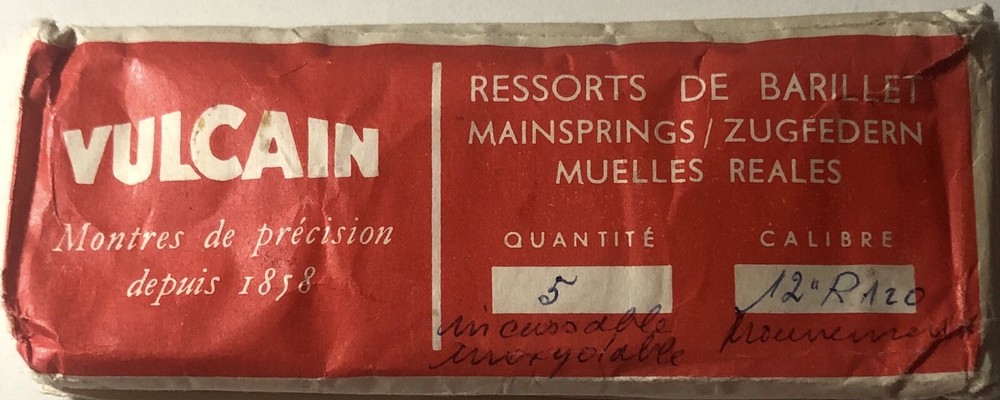 VULCAIN
Montres de précision
depuis 1858
RESSORTS DE BARILLET
MAINSPRINGS / ZUGFEDERN
MUELLES REALES
QUANTITÉ
5
incassable
inoxydable
CALIBRE
12''' R 120